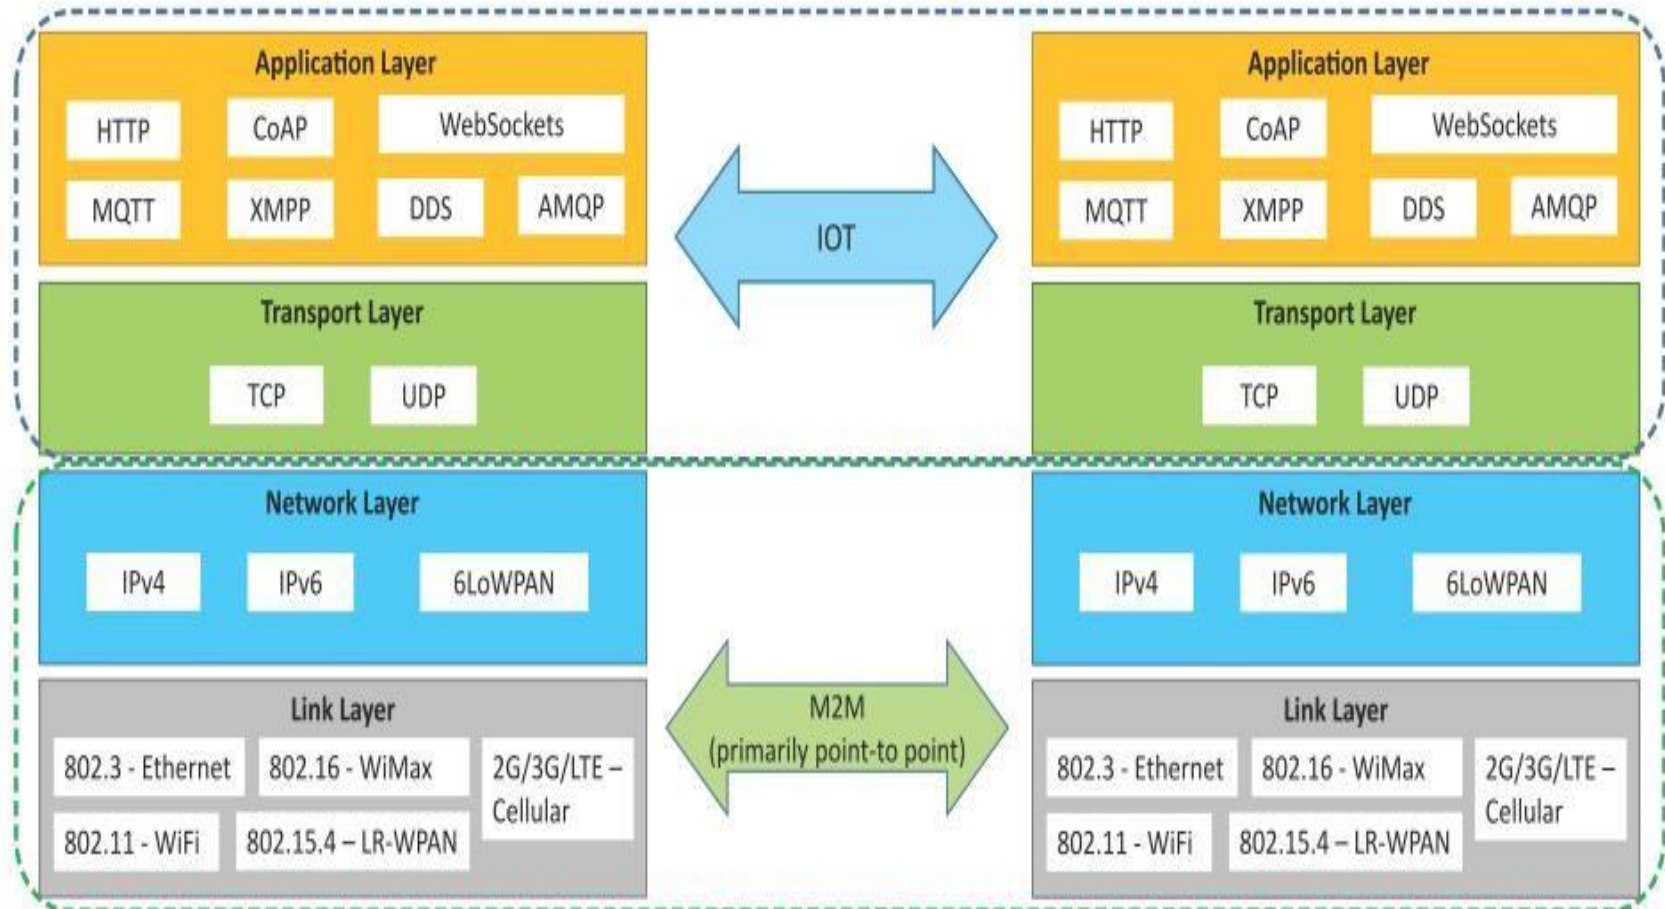 Application Layer
HTTP
CoAP
WebSockets
MQTT
XMPP
DDS
AMQP
Transport Layer
TCP
UDP
Network Layer
IPv4
IPv6
6LoWPAN
Link Layer
802.3 - Ethernet
802.16 - WiMax
2G/3G/LTE –
Cellular
802.11 - WiFi
802.15.4 – LR-WPAN
IOT
M2M
(primarily point-to point)
Application Layer
HTTP
CoAP
WebSockets
MQTT
XMPP
DDS
AMQP
Transport Layer
TCP
UDP
Network Layer
IPv4
IPv6
6LoWPAN
Link Layer
802.3 - Ethernet
802.16 - WiMax
2G/3G/LTE –
Cellular
802.11 - WiFi
802.15.4 – LR-WPAN